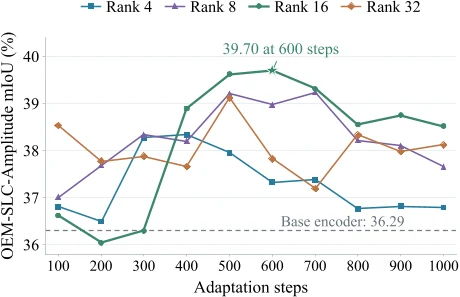 Rank 4 Rank 8 Rank 16 Rank 32
OEM-SLC-Amplitude mIoU (%)
40
39
38
37
36
39.70 at 600 steps
Base encoder: 36.29
100 200 300 400 500 600 700 800 900 1000
Adaptation steps